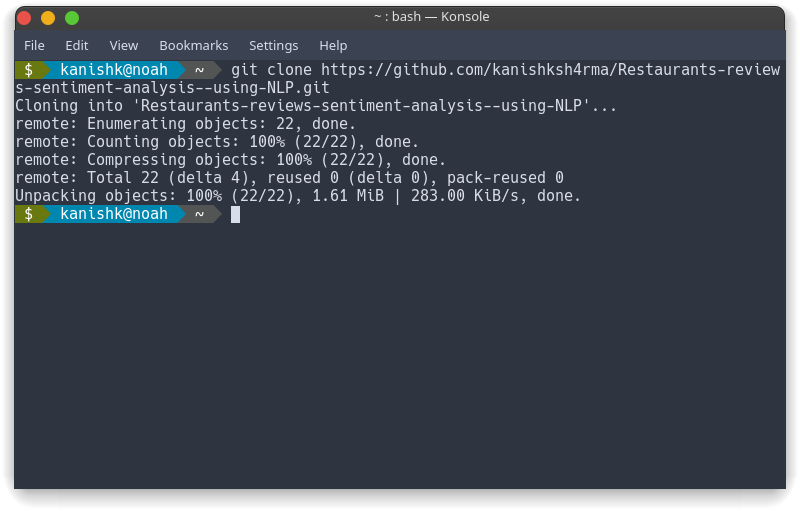 ~ : bash — Konsole
File Edit View Bookmarks Settings Help
$ kanishk@noah ~ git clone https://github.com/kanishksh4rma/Restaurants-review
s-sentiment-analysis--using-NLP.git
Cloning into 'Restaurants-reviews-sentiment-analysis--using-NLP'...
remote: Enumerating objects: 22, done.
remote: Counting objects: 100% (22/22), done.
remote: Compressing objects: 100% (22/22), done.
remote: Total 22 (delta 4), reused 0 (delta 0), pack-reused 0
Unpacking objects: 100% (22/22), 1.61 MiB | 283.00 KiB/s, done.
$ kanishk@noah ~